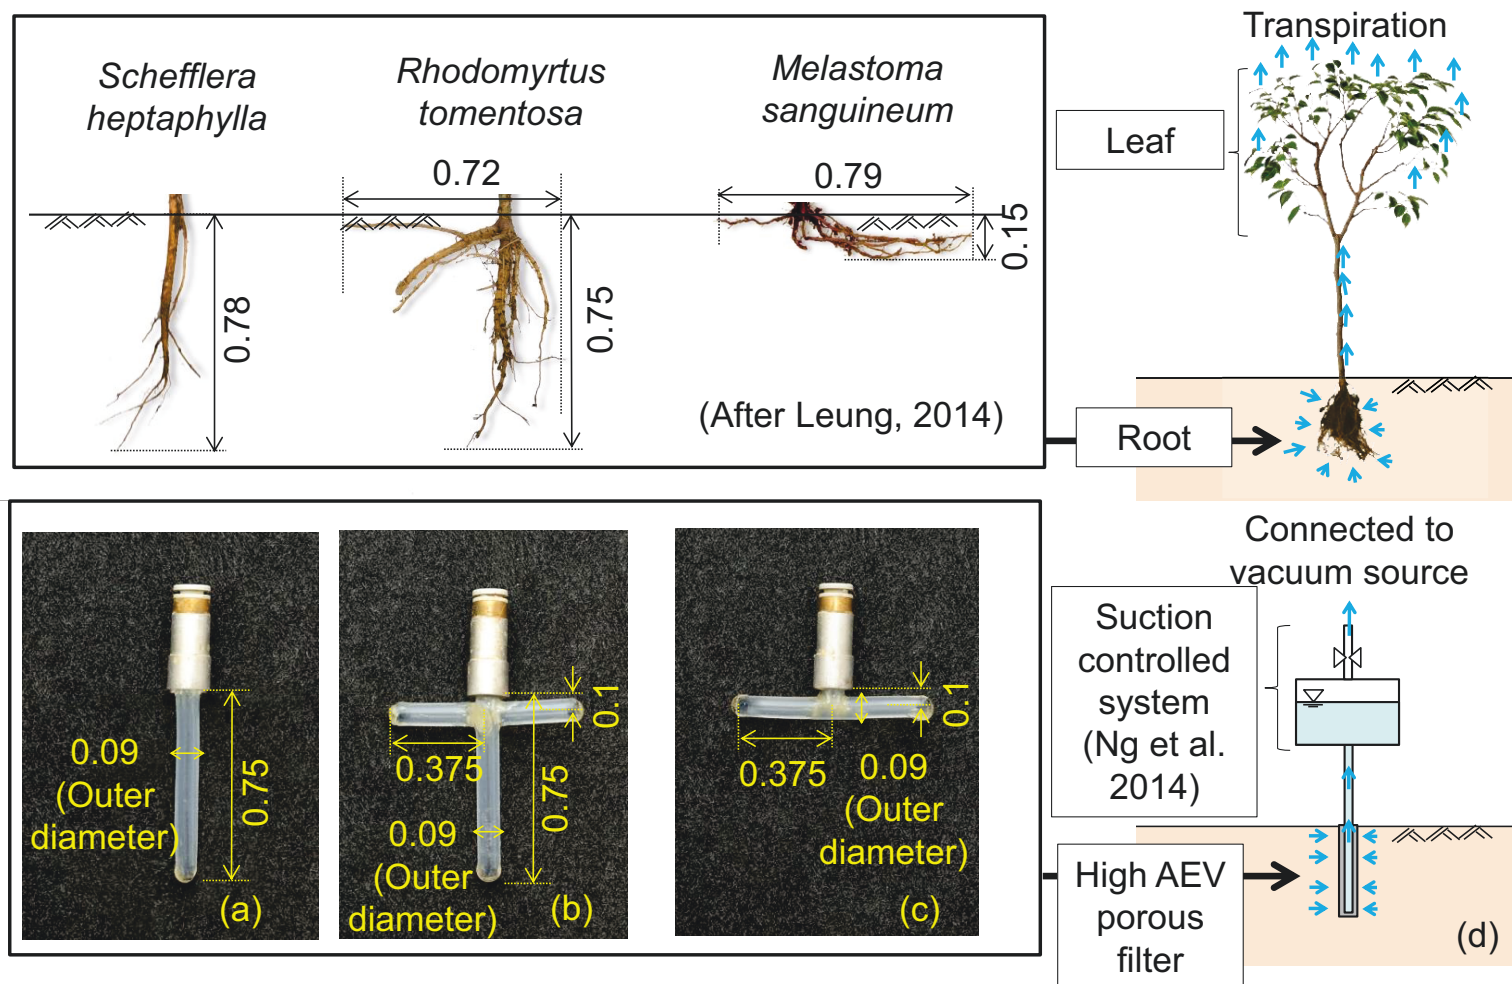 Schefflera
heptaphylla
Rhodomyrtus
tomentosa
Melastoma
sanguineum
0.72
0.79
0.78
0.75
0.15
(After Leung, 2014)
Transpiration
Leaf
Root
0.09
(Outer
diameter)
0.75
(a)
0.375
0.1
0.75
0.09
(Outer
diameter)
(b)
0.375
0.1
0.09
(Outer
diameter)
(c)
Connected to
vacuum source
Suction
controlled
system
(Ng et al.
2014)
High AEV
porous
filter
(d)